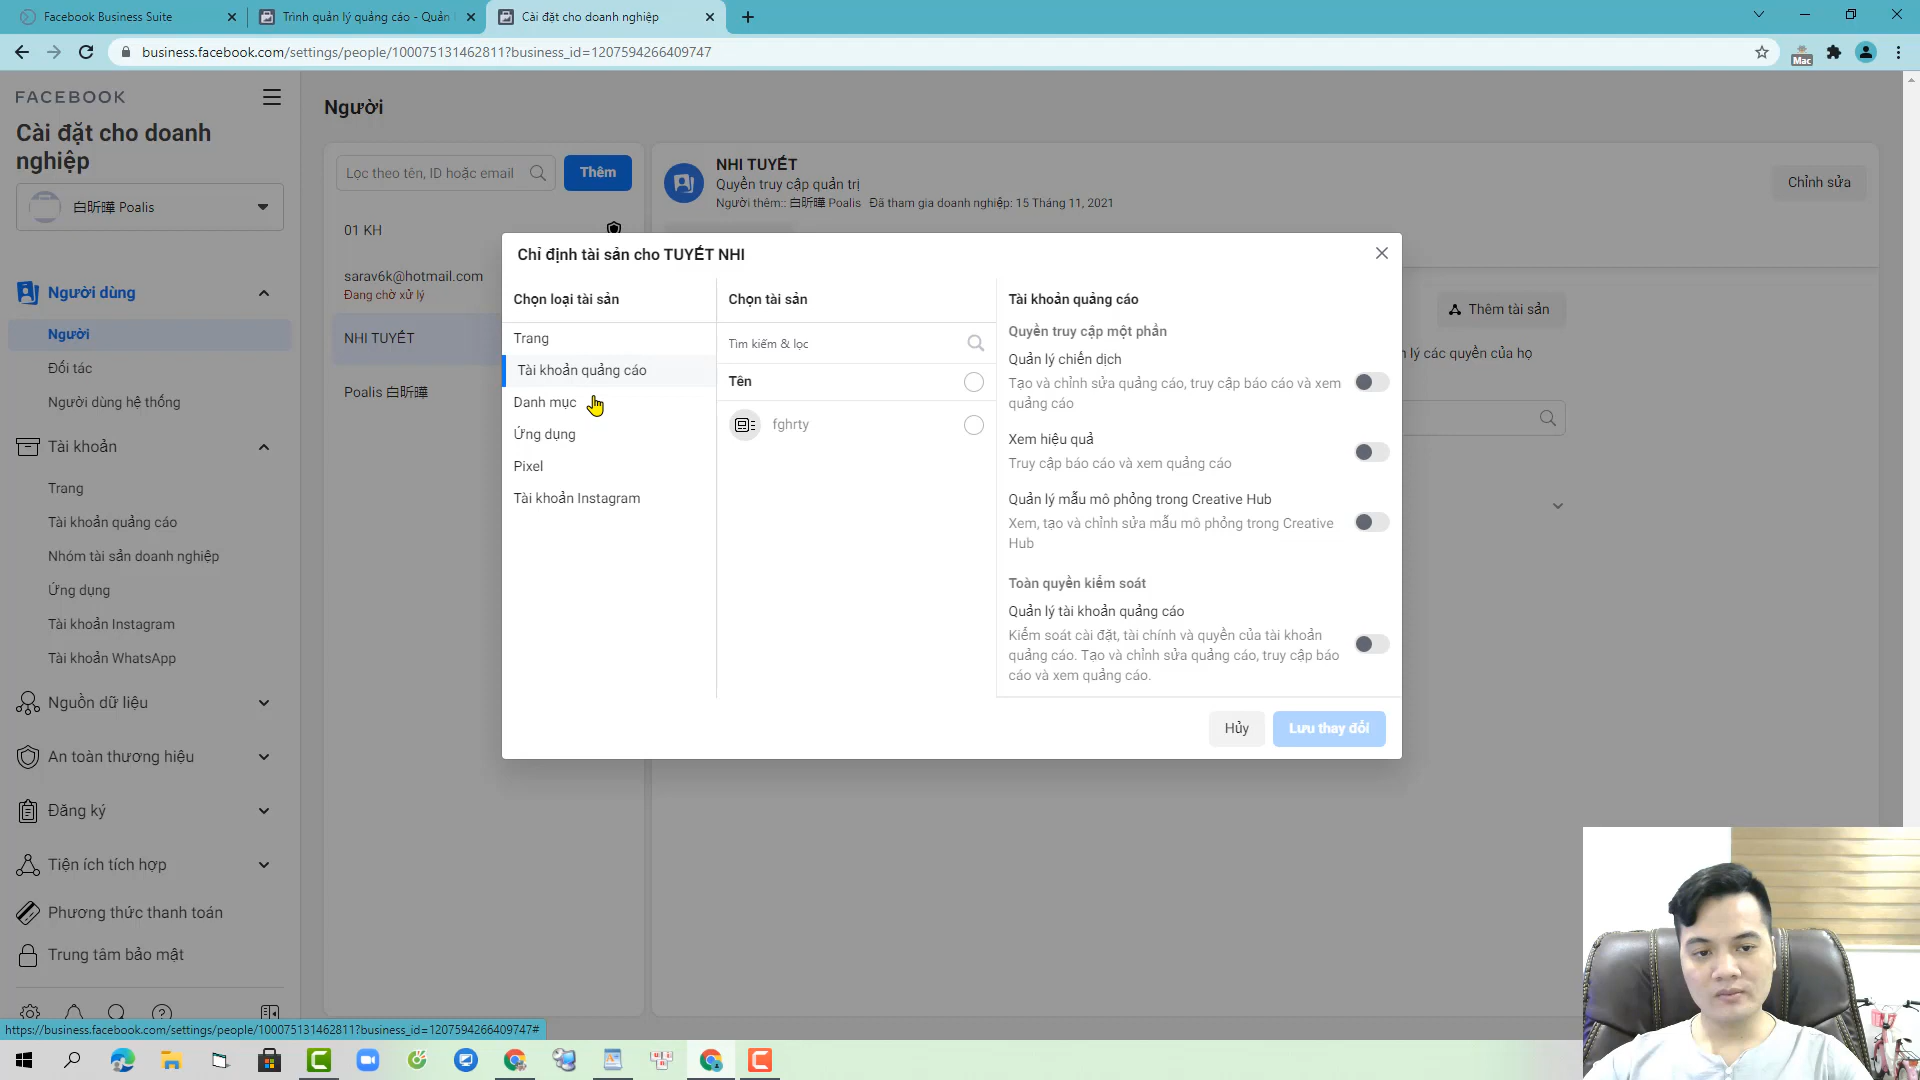 Facebook Business Suite
Trình quản lý quảng cáo - Quản
Cài đặt cho doanh nghiệp
business.facebook.com/settings/people/100075131462811?business_id=1207594266409747
Mac
FACEBOOK
Cài đặt cho doanh
nghiệp
白昕曄 Poalis
Người dùng
Người
Đối tác
Người dùng hệ thống
Tài khoản
Trang
Tài khoản quảng cáo
Nhóm tài sản doanh nghiệp
Ứng dụng
Tài khoản Instagram
Tài khoản WhatsApp
Nguồn dữ liệu
An toàn thương hiệu
Đăng ký
Tiện ích tích hợp
Phương thức thanh toán
Trung tâm bảo mật
https://business.facebook.com/settings/people/100075131462811?business_id=1207594266409747#
Người
Lọc theo tên, ID hoặc email
Thêm
01 KH
sarav6k@hotmail.com
Đang chờ xử lý
NHI TUYẾT
Poalis 白昕曄
NHI TUYẾT
Quyền truy cập quản trị
Người thêm:: 白昕曄 Poalis Đã tham gia doanh nghiệp: 15 Tháng 11, 2021
Chỉnh sửa
Thêm tài sản
lý các quyền của họ
Chỉ định tài sản cho TUYẾT NHI
Chọn loại tài sản
Trang
Tài khoản quảng cáo
Danh mục
Ứng dụng
Pixel
Tài khoản Instagram
Chọn tài sản
Tìm kiếm & lọc
Tên
fghrty
Tài khoản quảng cáo
Quyền truy cập một phần
Quản lý chiến dịch
Tạo và chỉnh sửa quảng cáo, truy cập báo cáo và xem
quảng cáo
Xem hiệu quả
Truy cập báo cáo và xem quảng cáo
Quản lý mẫu mô phỏng trong Creative Hub
Xem, tạo và chỉnh sửa mẫu mô phỏng trong Creative
Hub
Toàn quyền kiểm soát
Quản lý tài khoản quảng cáo
Kiểm soát cài đặt, tài chính và quyền của tài khoản
quảng cáo. Tạo và chỉnh sửa quảng cáo, truy cập báo
cáo và xem quảng cáo.
Hủy
Lưu thay đổi